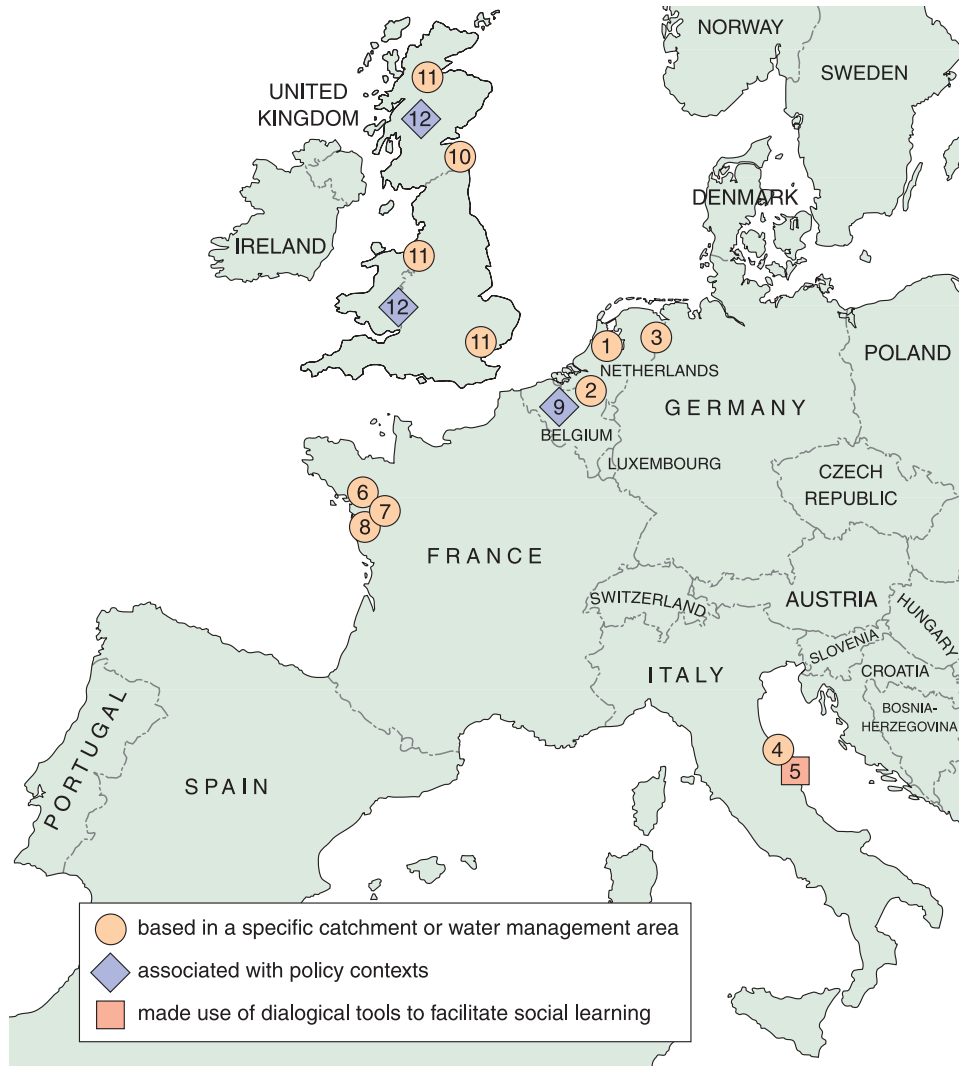 NORWAY
SWEDEN
11
UNITED
KINGDOM
12
10
DENMARK
IRELAND
11
12
11
1
3
POLAND
NETHERLANDS
2
9
GERMANY
BELGIUM
LUXEMBOURG
CZECH
REPUBLIC
6
7
8
FRANCE
SWITZERLAND
AUSTRIA
HUNGARY
SLOVENIA
CROATIA
ITALY
BOSNIA-
HERZEGOVINA
PORTUGAL
SPAIN
4
5
based in a specific catchment or water management area
associated with policy contexts
made use of dialogical tools to facilitate social learning